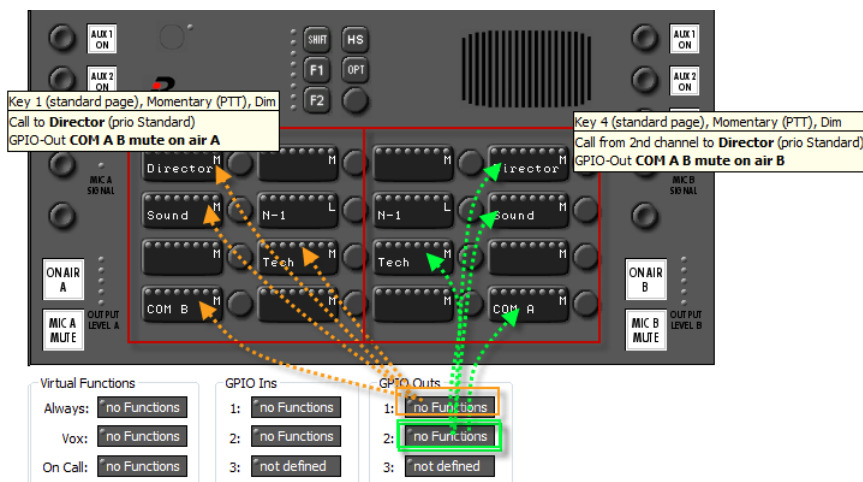 AUX 1
ON
SHIFT
HS
AUX 1
ON
AUX 2
ON
F1
OPT
AUX 2
ON
F2
Key 1 (standard page), Momentary (PTT), Dim
Call to Director (prio Standard)
GPIO-Out COM A B mute on air A
Key 4 (standard page), Momentary (PTT), Dim
Call from 2nd channel to Director (prio Standard)
GPIO-Out COM A B mute on air B
Director M
M
M
Director M
MIC A
SIGNAL
MIC B
SIGNAL
Sound M
N-1 L
N-1 L
Sound M
M
Tech M
Tech M
M
ON AIR
A
ON AIR
B
COM B M
M
M
COM A M
OUTPUT
LEVEL A
OUTPUT
LEVEL B
MIC A
MUTE
MIC B
MUTE
Virtual Functions
GPIO Ins
GPIO Outs
Always: no Functions
1: no Functions
1: no Functions
Vox: no Functions
2: no Functions
2: no Functions
On Call: no Functions
3: not defined
3: not defined